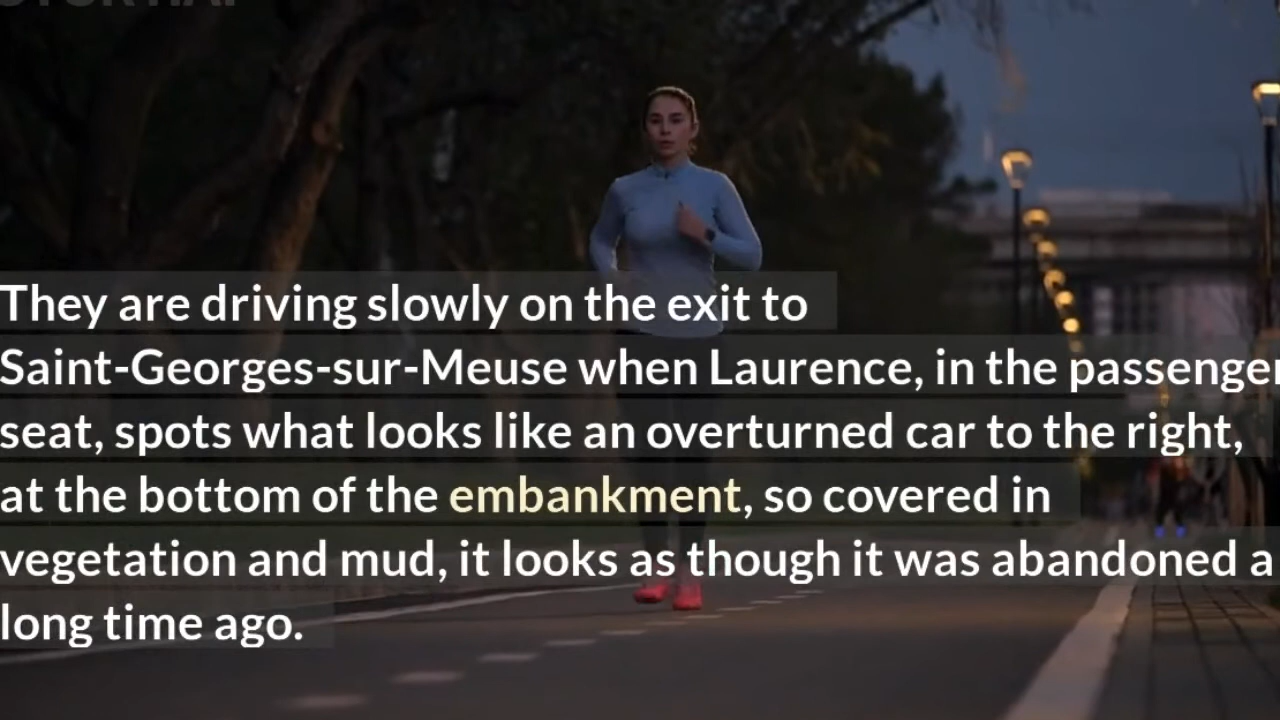 They are driving slowly on the exit to
Saint-Georges-sur-Meuse when Laurence, in the passenger
seat, spots what looks like an overturned car to the right,
at the bottom of the embankment, so covered in
vegetation and mud, it looks as though it was abandoned a
long time ago.